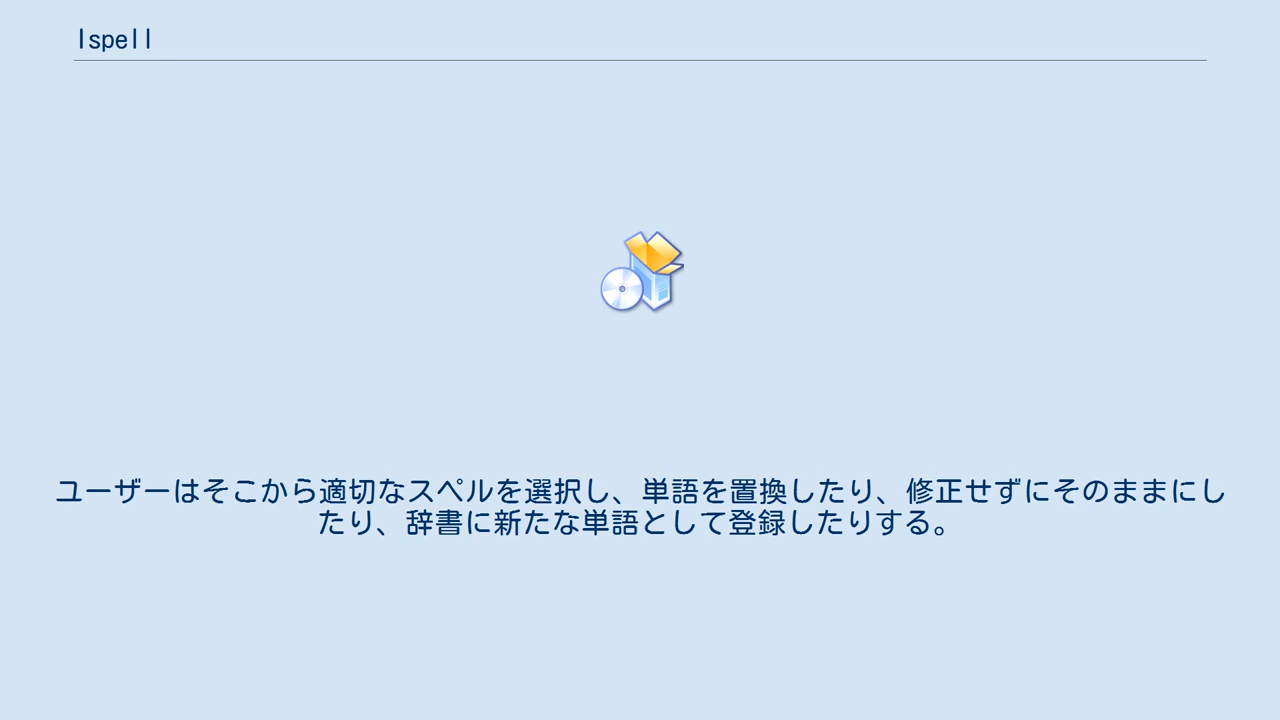 Ispell
ユーザーはそこから適切なスペルを選択し、単語を置換したり、修正せずにそのままにし
たり、辞書に新たな単語として登録したりする。